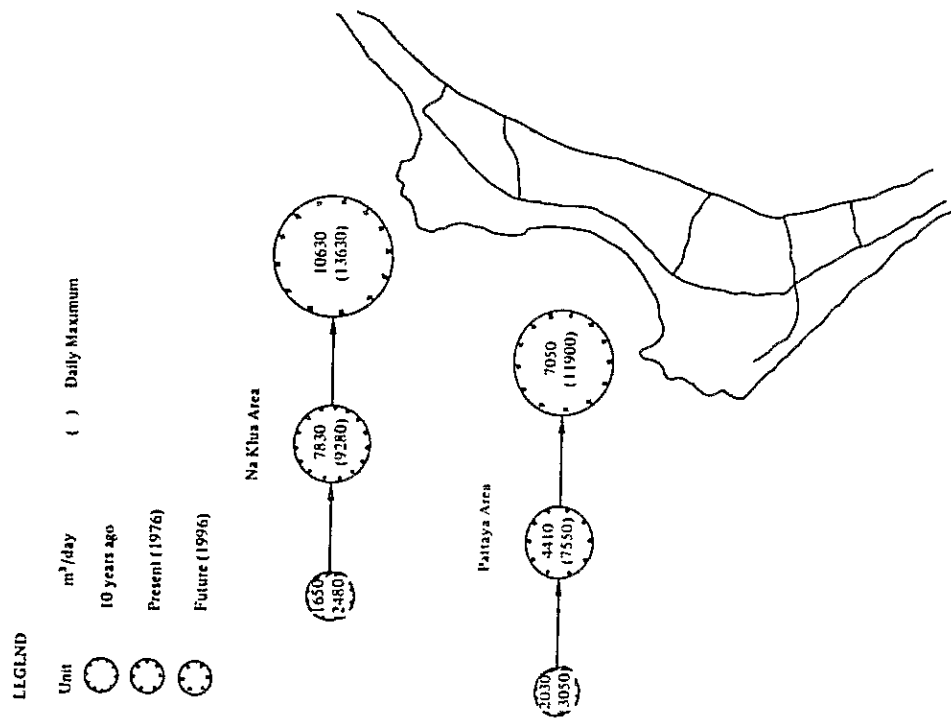 LEGEND
Unit m³/day ( ) Daily Maximum
10 years ago
Present (1976)
Future (1996)
Na Klua Area
1650
(2480)
7830
(9280)
10630
(13630)
Pattaya Area
2030
(3050)
4410
(7550)
7050
(11900)